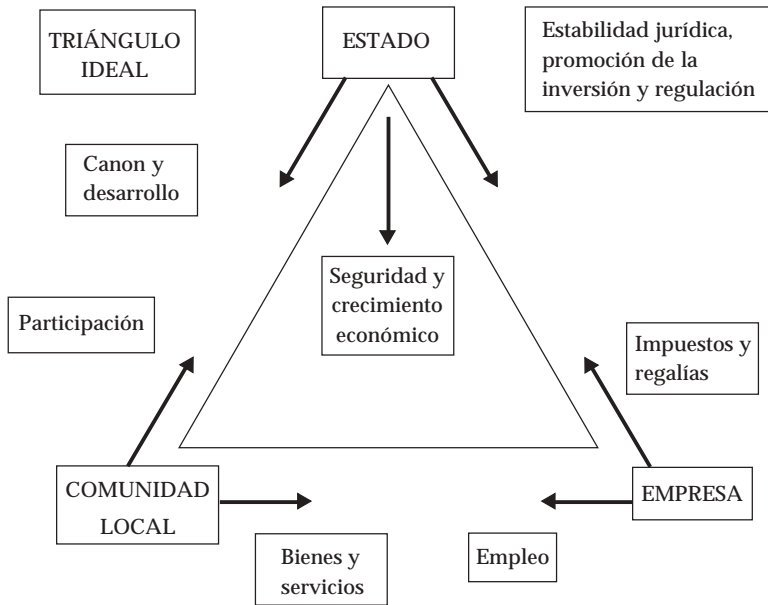 TRIÁNGULO
IDEAL
ESTADO
Estabilidad jurídica,
promoción de la
inversión y regulación
Canon y
desarrollo
Seguridad y
crecimiento
económico
Participación
Impuestos y
regalías
COMUNIDAD
LOCAL
EMPRESA
Bienes y
servicios
Empleo